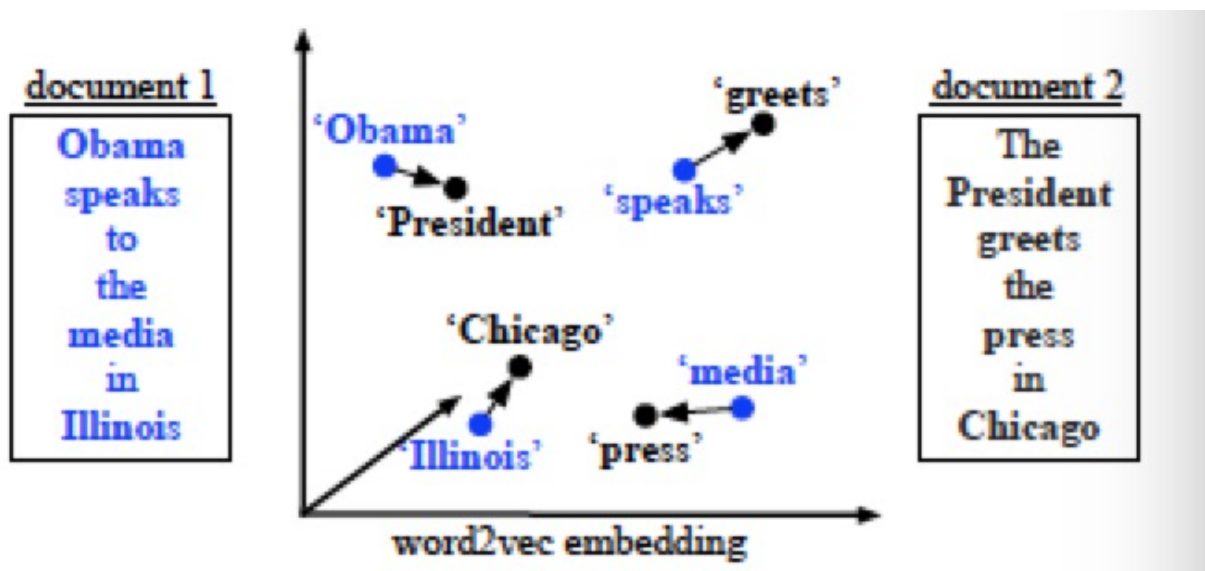 document 1
Obama
speaks
to
the
media
in
Illinois
‘Obama’
‘President’
‘greets’
‘speaks’
‘Chicago’
‘Illinois’
‘media’
‘press’
word2vec embedding
document 2
The
President
greets
the
press
in
Chicago